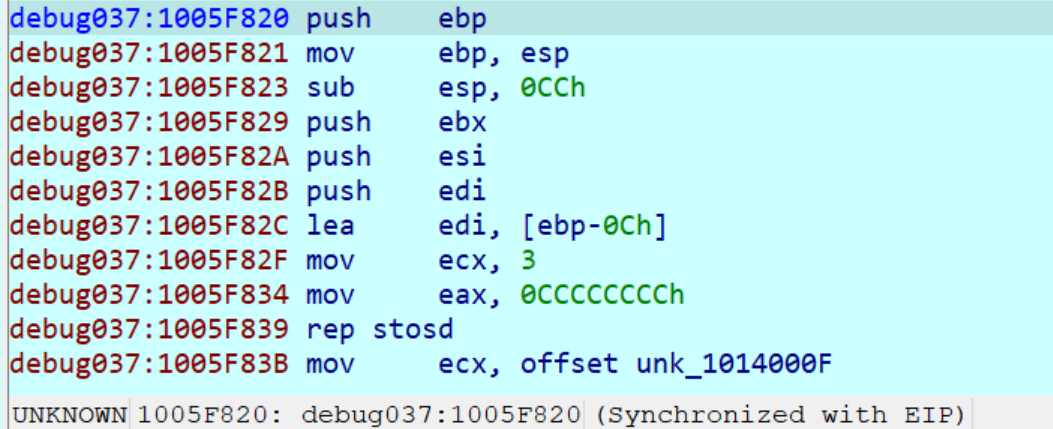 debug037:1005F820 push ebp
debug037:1005F821 mov ebp, esp
debug037:1005F823 sub esp, 0CCh
debug037:1005F829 push ebx
debug037:1005F82A push esi
debug037:1005F82B push edi
debug037:1005F82C lea edi, [ebp-0Ch]
debug037:1005F82F mov ecx, 3
debug037:1005F834 mov eax, 0CCCCCCCCh
debug037:1005F839 rep stosd
debug037:1005F83B mov ecx, offset unk_1014000F
UNKNOWN 1005F820: debug037:1005F820 (Synchronized with EIP)